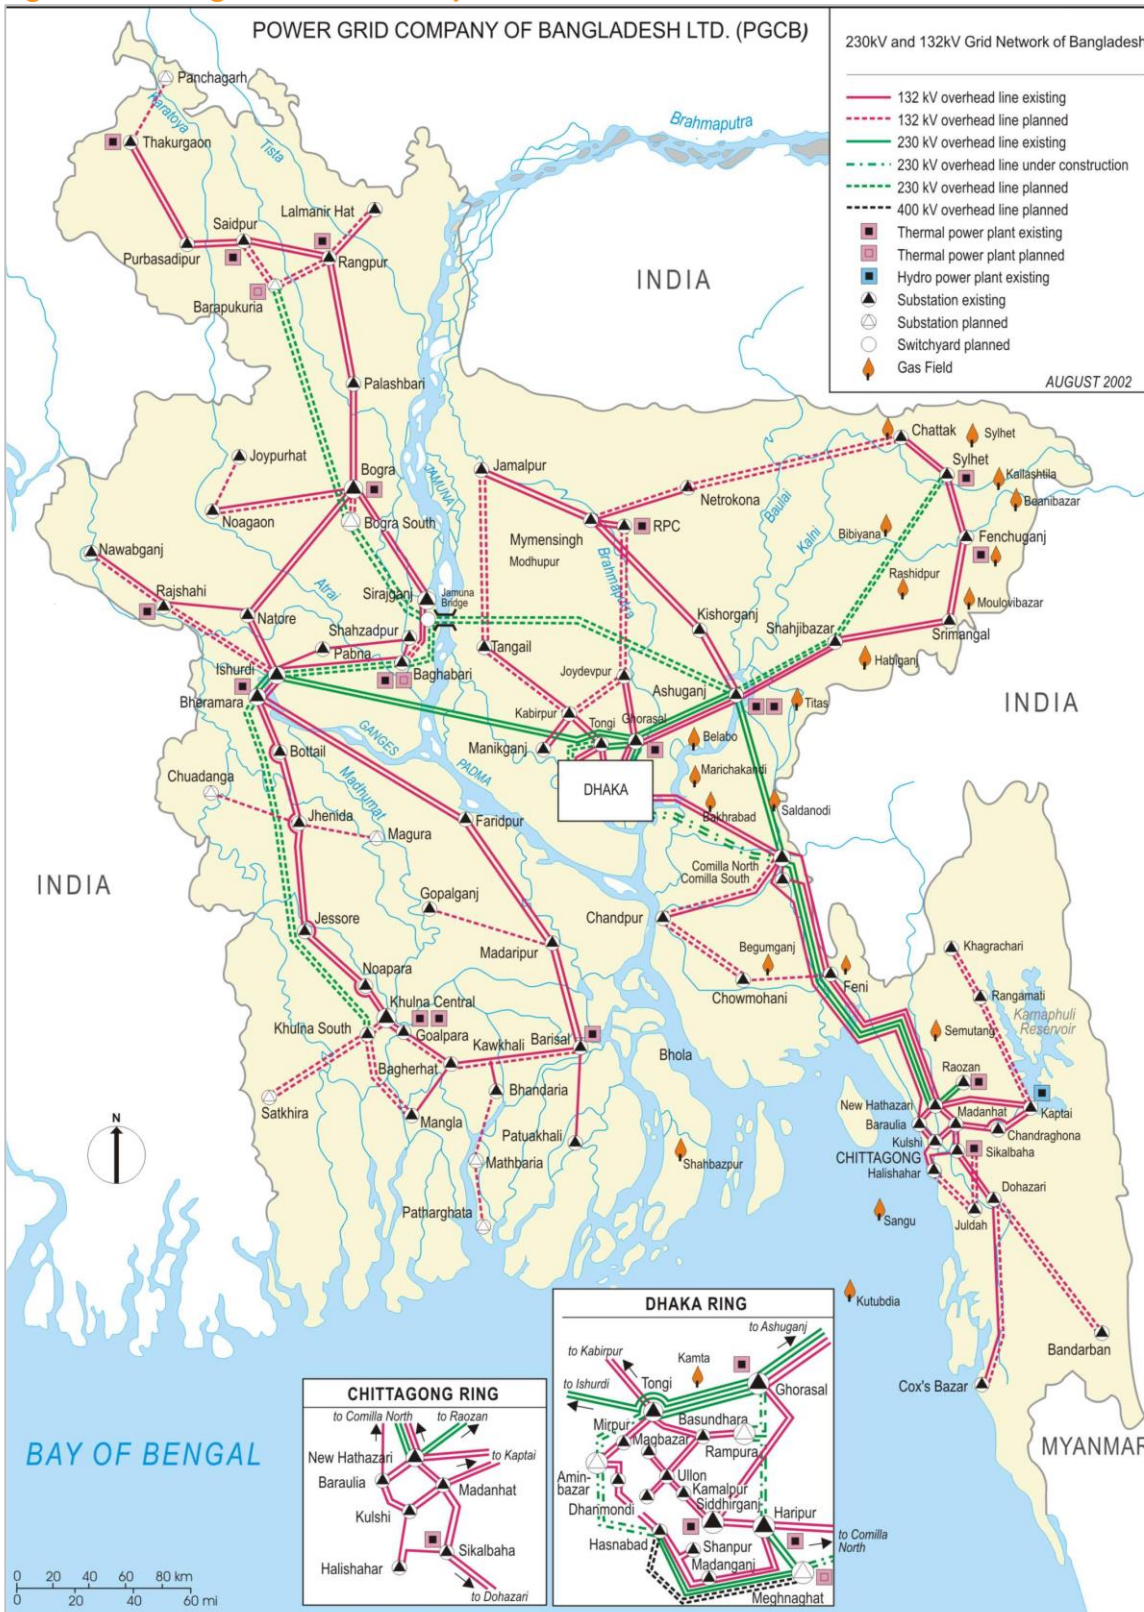 POWER GRID COMPANY OF BANGLADESH LTD. (PGCB)
230kV and 132kV Grid Network of Bangladesh
132 kV overhead line existing
132 kV overhead line planned
230 kV overhead line existing
230 kV overhead line under construction
230 kV overhead line planned
400 kV overhead line planned
Thermal power plant existing
Thermal power plant planned
Hydro power plant existing
Substation existing
Substation planned
Switchyard planned
Gas Field
AUGUST 2002
Panchagarh
Karatoya
Thakurgaon
Tista
Brahmaputra
Lalmanir Hat
Saidpur
Purbasadipur
Rangpur
INDIA
Barapukuria
Palashbari
Joypurhat
Bogra
JAMUNA
Jamalpur
Chattak
Sylhet
Sylhet
Kallashtila
Beanibazar
Netrokona
Baulai
Noagaon
Bogra South
RPC
Mymensingh
Modhupur
Kalni
Bibiyana
Fenchuganj
Nawabganj
Atrai
Brahmaputra
Rashidpur
Moulovibazar
Rajshahi
Sirajganj
Jamuna
Bridge
Natore
Kishorganj
Shahjibazar
Srimangal
Shahzadpur
Pabna
Tangail
Habiganj
Ishurdi
Baghabari
Joydevpur
Ashuganj
Bheramara
Titas
INDIA
Kabirpur
Tongi
Ghorasal
Belabo
GANGES
Manikganj
Bottail
PADMA
Marichakandi
Chuadanga
Madhumat
DHAKA
Bakhrabad
Saldanodi
Jhenida
Magura
Faridpur
Comilla North
Comilla South
INDIA
Gopalganj
Chandpur
Jessore
Madaripur
Begumganj
Khagrachari
Noapara
Chowmohani
Feni
Rangamati
Khulna Central
Karnaphuli
Reservoir
Khulna South
Goalpara
Kawkhali
Barisal
Semutang
Bagherhat
Bhola
Raozan
Bhandaria
New Hathazari
Madanhat
Kaptai
Satkhira
Mangla
Baraulia
Chandraghona
N
Patuakhali
Kulshi
Sikalbaha
Mathbaria
Shahbazpur
CHITTAGONG
Halishahar
Dohazari
Patharghata
Sangu
Juldah
Kutubdia
Bandarban
Cox's Bazar
MYANMAR
BAY OF BENGAL
0 20 40 60 80 km
0 20 40 60 mi
CHITTAGONG RING
to Comilla North
to Raozan
New Hathazari
to Kaptai
Baraulia
Madanhat
Kulshi
Sikalbaha
Halishahar
to Dohazari
DHAKA RING
to Ashuganj
to Kabirpur
Kamta
to Ishurdi
Tongi
Ghorasal
Mirpur
Basundhara
Magbazar
Rampura
Amin-
bazar
Ullon
Kamalpur
Dhanmondi
Siddhirganj
Haripur
Hasnabad
to Comilla
North
Shanpur
Madanganj
Meghnaghat